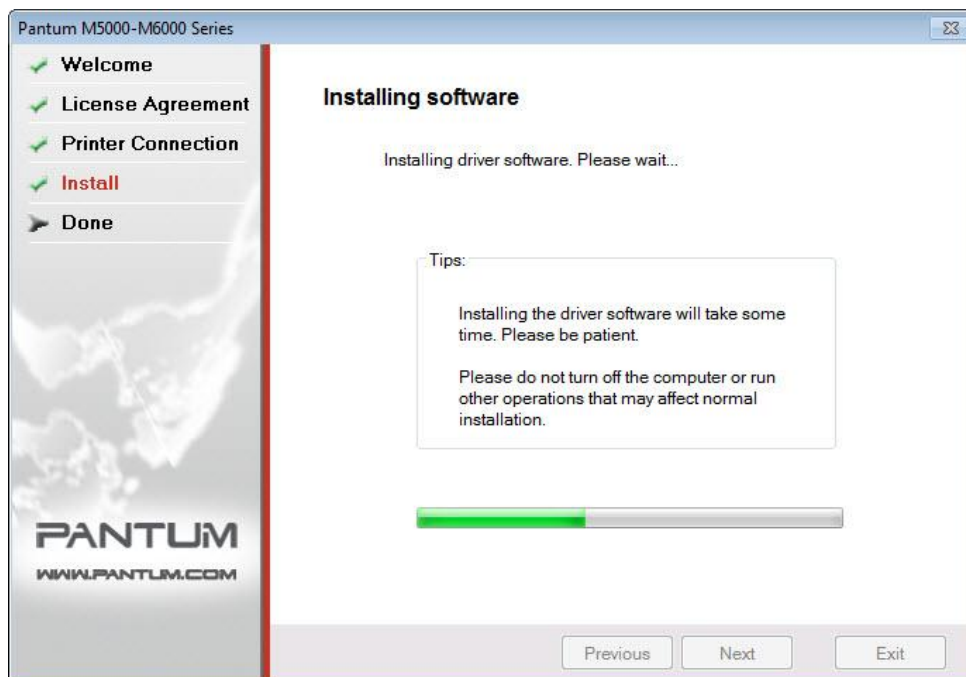 Pantum M5000-M6000 Series
Welcome
License Agreement
Printer Connection
Install
Done
PANTUM
WWW.PANTUM.COM
Installing software
Installing driver software. Please wait...
Tips:
Installing the driver software will take some
time. Please be patient.
Please do not turn off the computer or run
other operations that may affect normal
installation.
Previous
Next
Exit